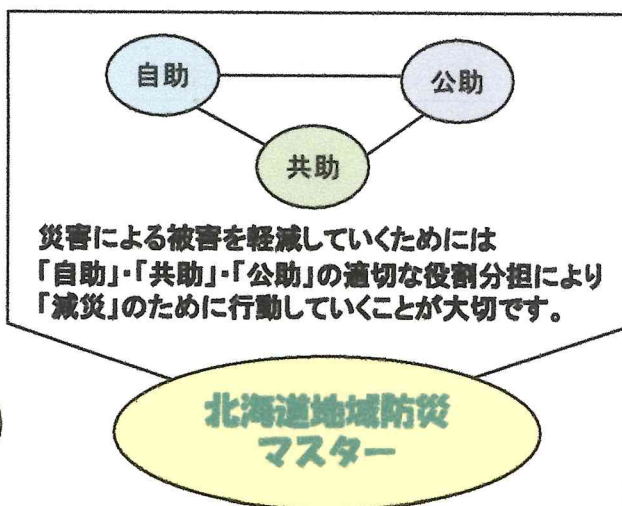 自助
公助
共助
災害による被害を軽減していくためには
「自助」・「共助」・「公助」の適切な役割分担により
「減災」のために行動していくことが大切です。
北海道地域防災
マスター